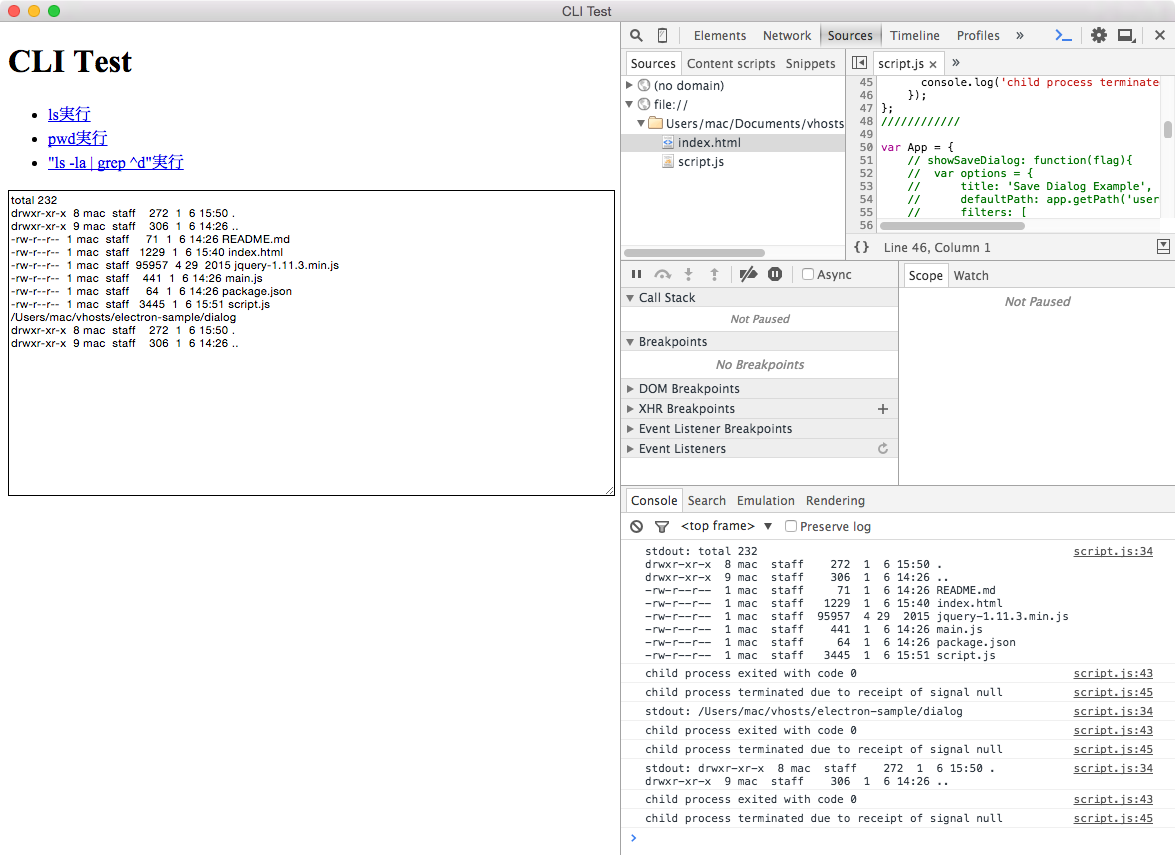 CLI Test
CLI Test
ls実行
pwd実行
"ls -la | grep ^d"実行
total 232
drwxr-xr-x 8 mac staff 272 1 6 15:50 .
drwxr-xr-x 9 mac staff 306 1 6 14:26 ..
-rw-r--r-- 1 mac staff 71 1 6 14:26 README.md
-rw-r--r-- 1 mac staff 1229 1 6 15:40 index.html
-rw-r--r-- 1 mac staff 95957 4 29 2015 jquery-1.11.3.min.js
-rw-r--r-- 1 mac staff 441 1 6 14:26 main.js
-rw-r--r-- 1 mac staff 64 1 6 14:26 package.json
-rw-r--r-- 1 mac staff 3445 1 6 15:51 script.js
/Users/mac/vhosts/electron-sample/dialog
drwxr-xr-x 8 mac staff 272 1 6 15:50 .
drwxr-xr-x 9 mac staff 306 1 6 14:26 ..
Elements Network Sources Timeline Profiles »
Sources Content scripts Snippets
(no domain)
file://
Users/mac/Documents/vhosts
index.html
script.js
script.js × »
45 console.log('child process terminate
46 });
47 };
48 ////////////
49
50 var App = {
51 // showSaveDialog: function(flag){
52 // var options = {
53 // title: 'Save Dialog Example',
54 // defaultPath: app.getPath('user
55 // filters: [
56
{} Line 46, Column 1
Async
Call Stack
Not Paused
Breakpoints
No Breakpoints
DOM Breakpoints
XHR Breakpoints +
Event Listener Breakpoints
Event Listeners
Scope Watch
Not Paused
Console Search Emulation Rendering
<top frame> ▼ Preserve log
stdout: total 232 script.js:34
drwxr-xr-x 8 mac staff 272 1 6 15:50 .
drwxr-xr-x 9 mac staff 306 1 6 14:26 ..
-rw-r--r-- 1 mac staff 71 1 6 14:26 README.md
-rw-r--r-- 1 mac staff 1229 1 6 15:40 index.html
-rw-r--r-- 1 mac staff 95957 4 29 2015 jquery-1.11.3.min.js
-rw-r--r-- 1 mac staff 441 1 6 14:26 main.js
-rw-r--r-- 1 mac staff 64 1 6 14:26 package.json
-rw-r--r-- 1 mac staff 3445 1 6 15:51 script.js
child process exited with code 0 script.js:43
child process terminated due to receipt of signal null script.js:45
stdout: /Users/mac/vhosts/electron-sample/dialog script.js:34
child process exited with code 0 script.js:43
child process terminated due to receipt of signal null script.js:45
stdout: drwxr-xr-x 8 mac staff 272 1 6 15:50 . script.js:34
drwxr-xr-x 9 mac staff 306 1 6 14:26 ..
child process exited with code 0 script.js:43
child process terminated due to receipt of signal null script.js:45
>